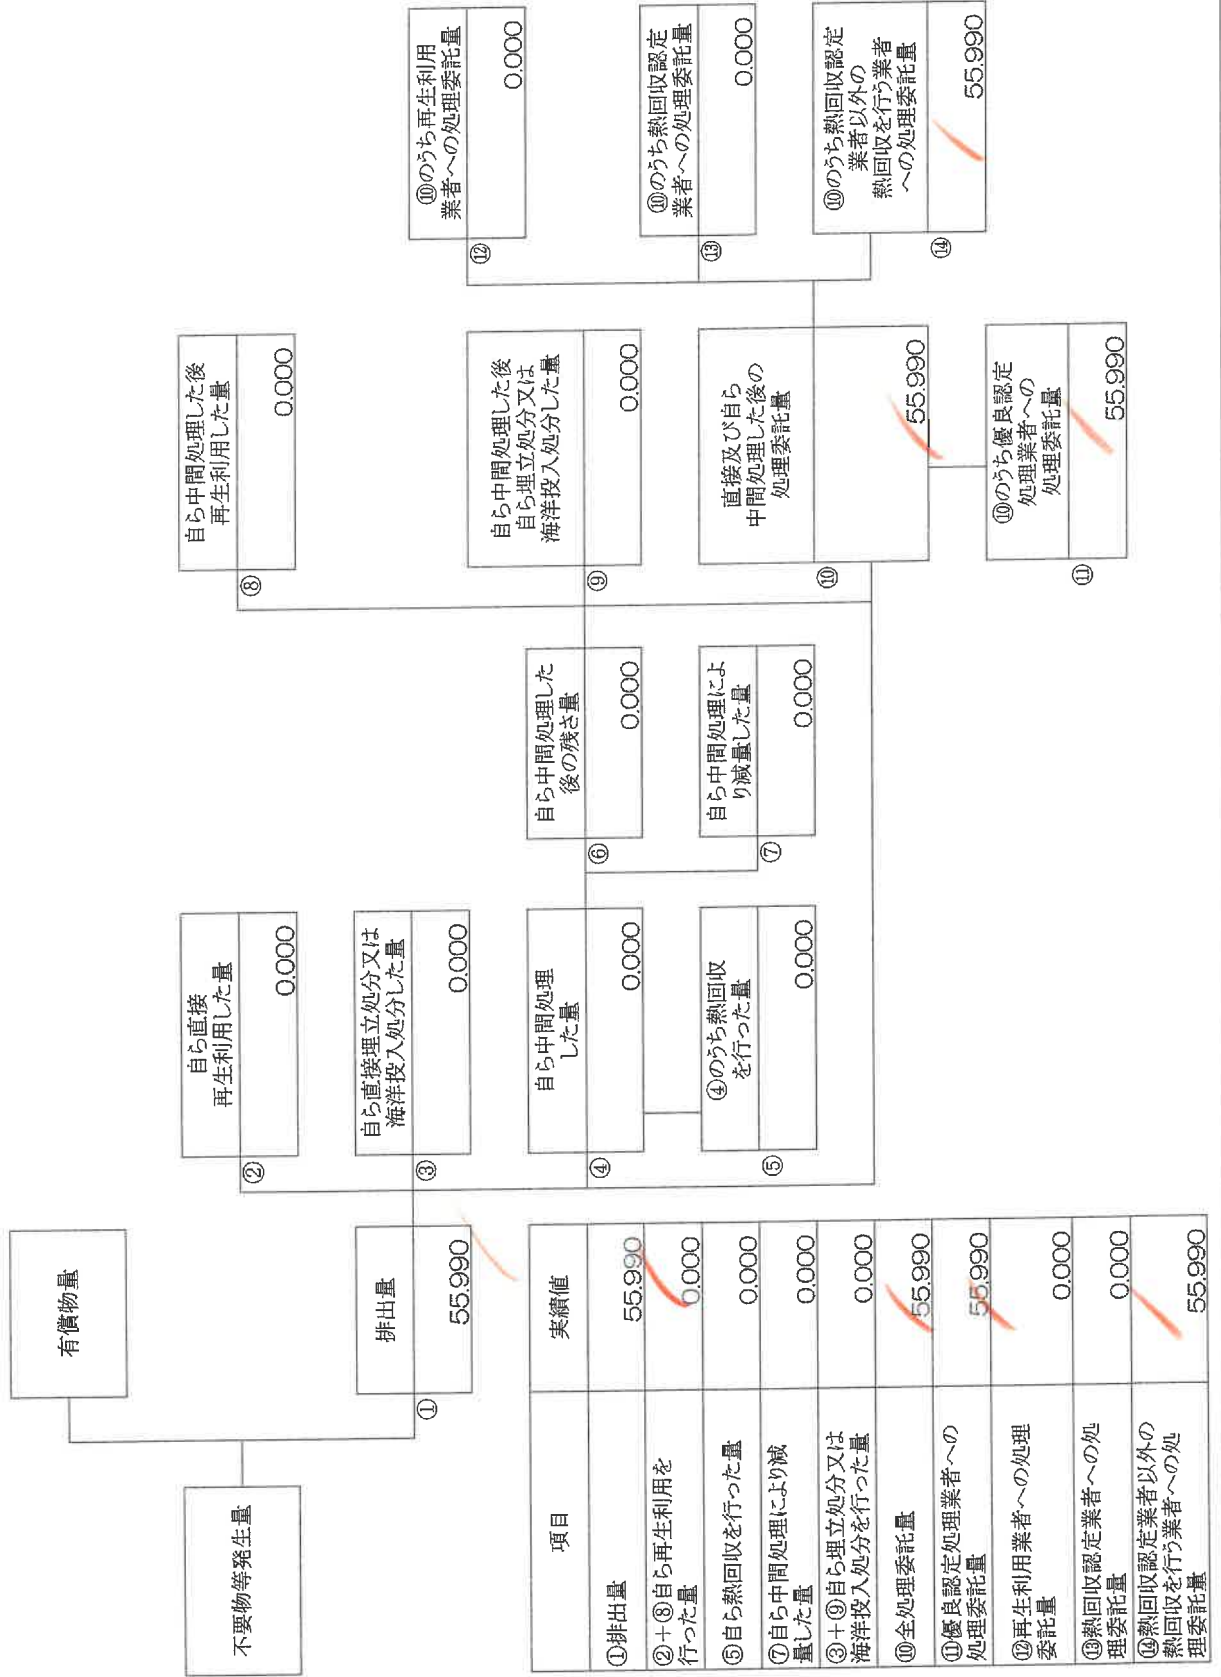 不要物等発生量
有償物量
排出量
①
55.990
自ら直接
再生利用した量
②
0.000
自ら直接埋立処分又は
海洋投入処分した量
③
0.000
自ら中間処理
した量
④
0.000
④のうち熱回収
を行った量
⑤
0.000
自ら中間処理した
後の残さ量
⑥
0.000
自ら中間処理によ
り減量した量
⑦
0.000
自ら中間処理した後
再生利用した量
⑧
0.000
自ら中間処理した後
自ら埋立処分又は
海洋投入処分した量
⑨
0.000
直接及び自ら
中間処理した後の
処理委託量
⑩
55.990
⑩のうち優良認定
処理業者への
処理委託量
⑪
55.990
⑩のうち再生利用
業者への処理委託量
⑫
0.000
⑩のうち熱回収認定
業者への処理委託量
⑬
0.000
⑩のうち熱回収認定
業者以外の
熱回収を行う業者
への処理委託量
⑭
55.990
項目 実績値
①排出量 55.990
②+⑧自ら再生利用を
行った量 0.000
⑤自ら熱回収を行った量 0.000
⑦自ら中間処理により減
量した量 0.000
③+⑨自ら埋立処分又は
海洋投入処分を行った量 0.000
⑩全処理委託量 55.990
⑪優良認定処理業者への
処理委託量 55.990
⑫再生利用業者への処理
委託量 0.000
⑬熱回収認定業者への処
理委託量 0.000
⑭熱回収認定業者以外の
熱回収を行う業者への処
理委託量 55.990